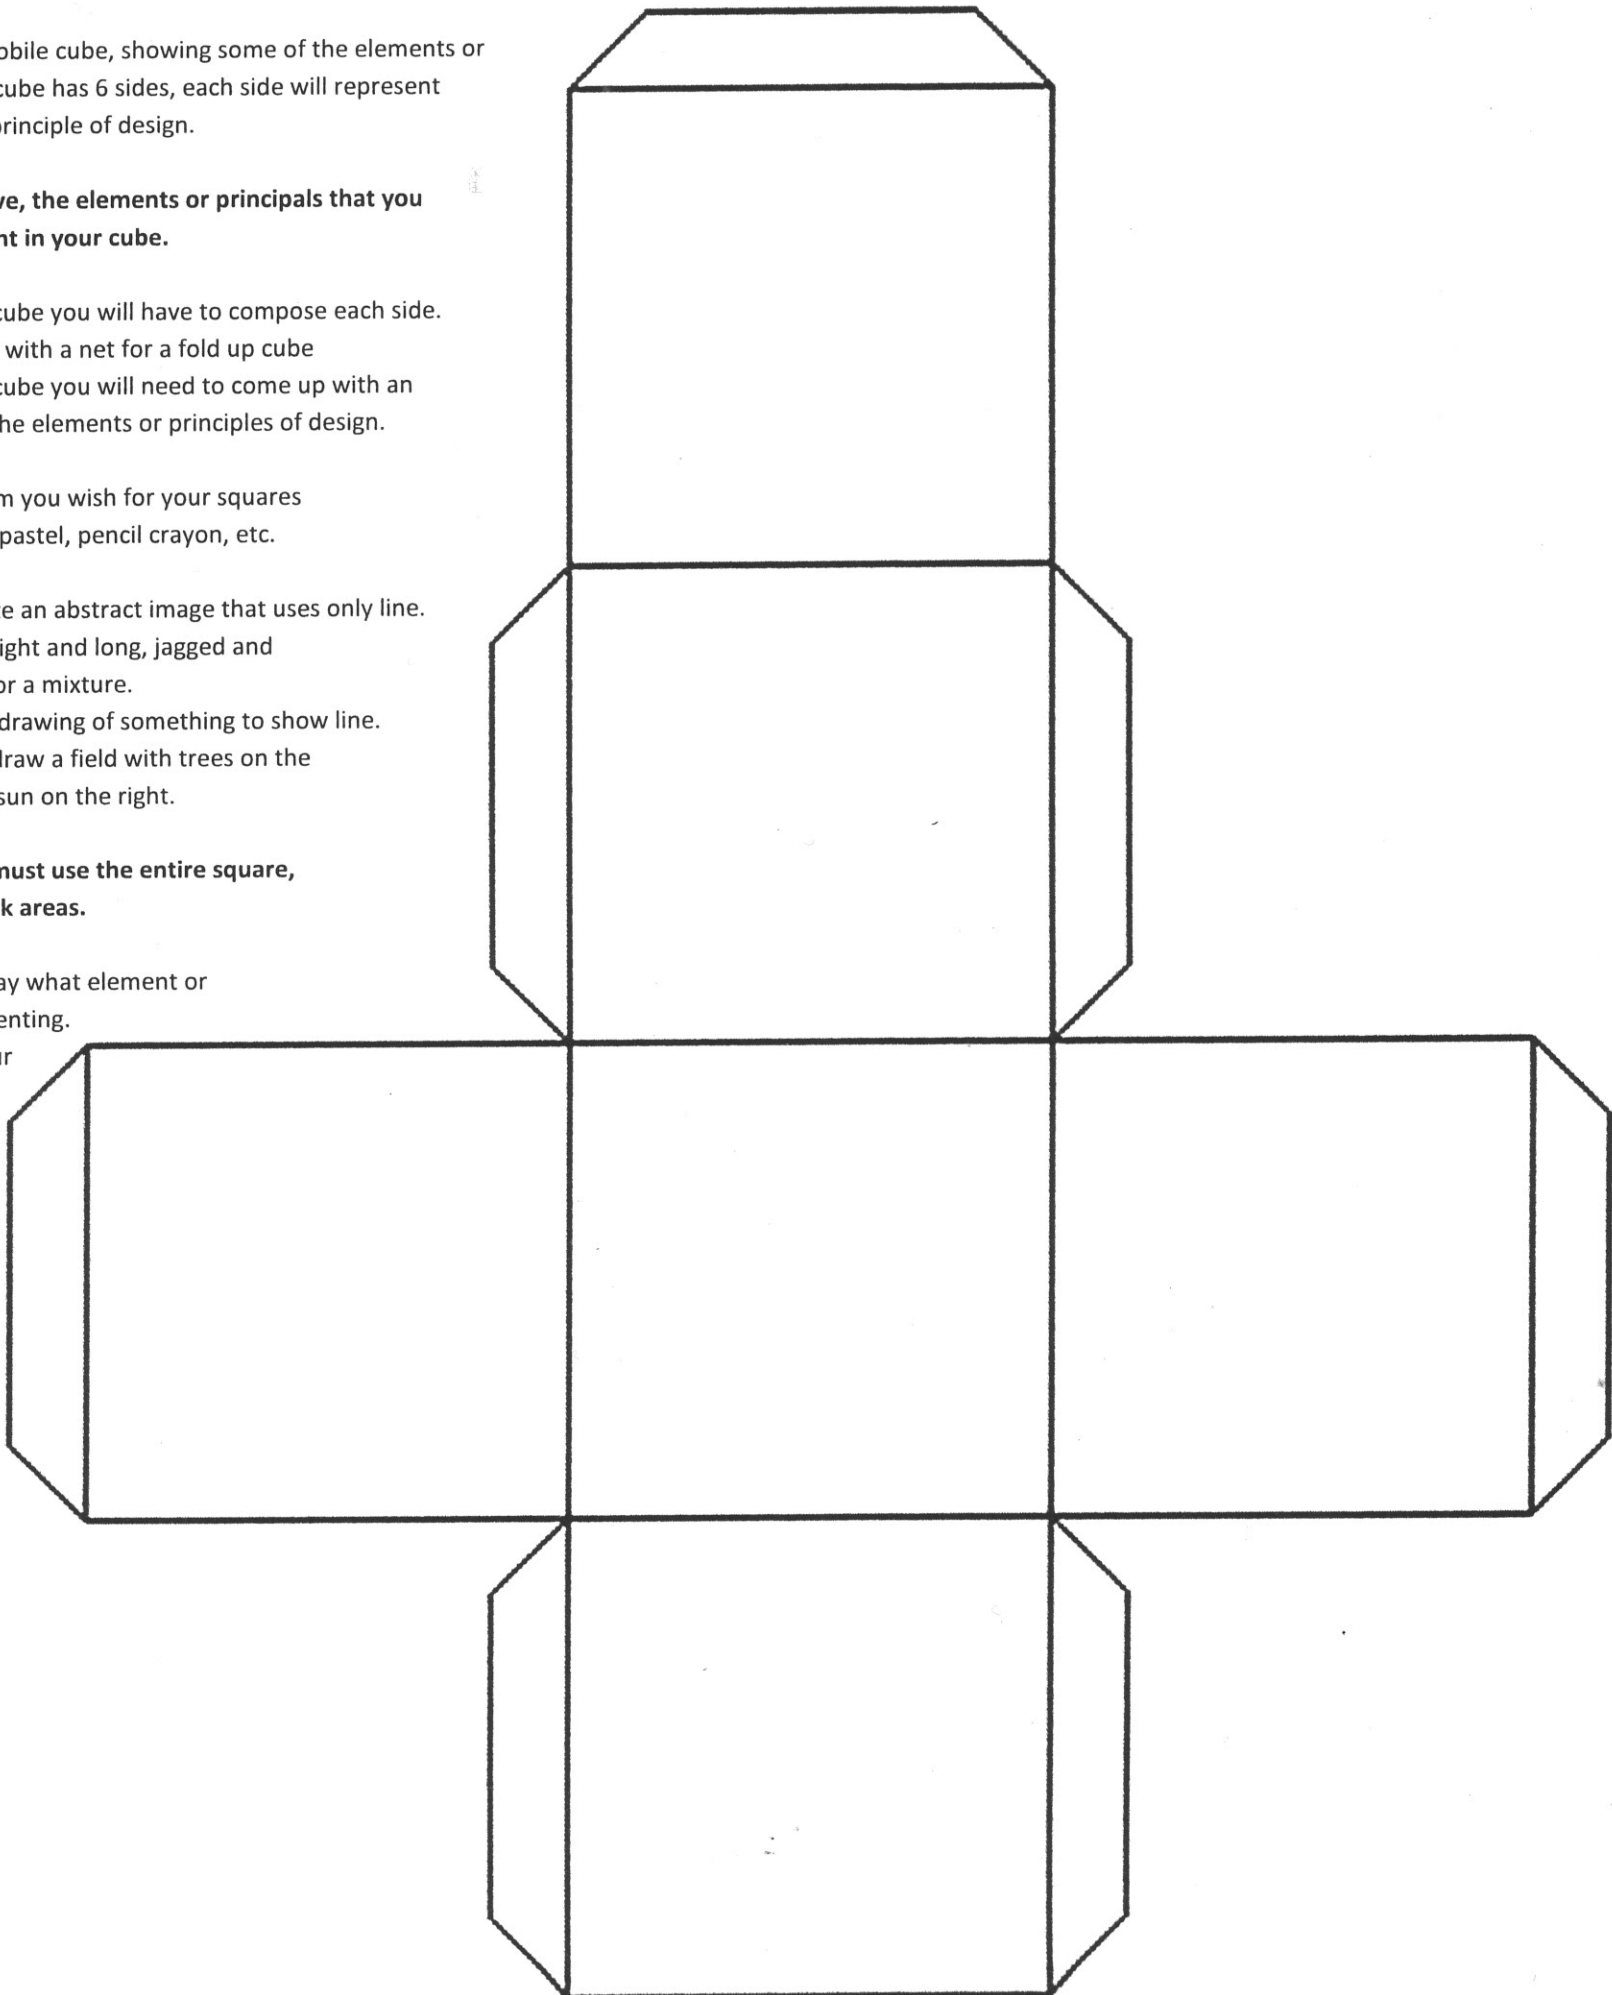 obile cube, showing some of the elements or
cube has 6 sides, each side will represent
principle of design.
ve, the elements or principals that you
nt in your cube.
cube you will have to compose each side.
with a net for a fold up cube
cube you will need to come up with an
he elements or principles of design.
m you wish for your squares
pastel, pencil crayon, etc.
te an abstract image that uses only line.
ight and long, jagged and
or a mixture.
drawing of something to show line.
draw a field with trees on the
sun on the right.
must use the entire square,
k areas.
ay what element or
enting.
ur